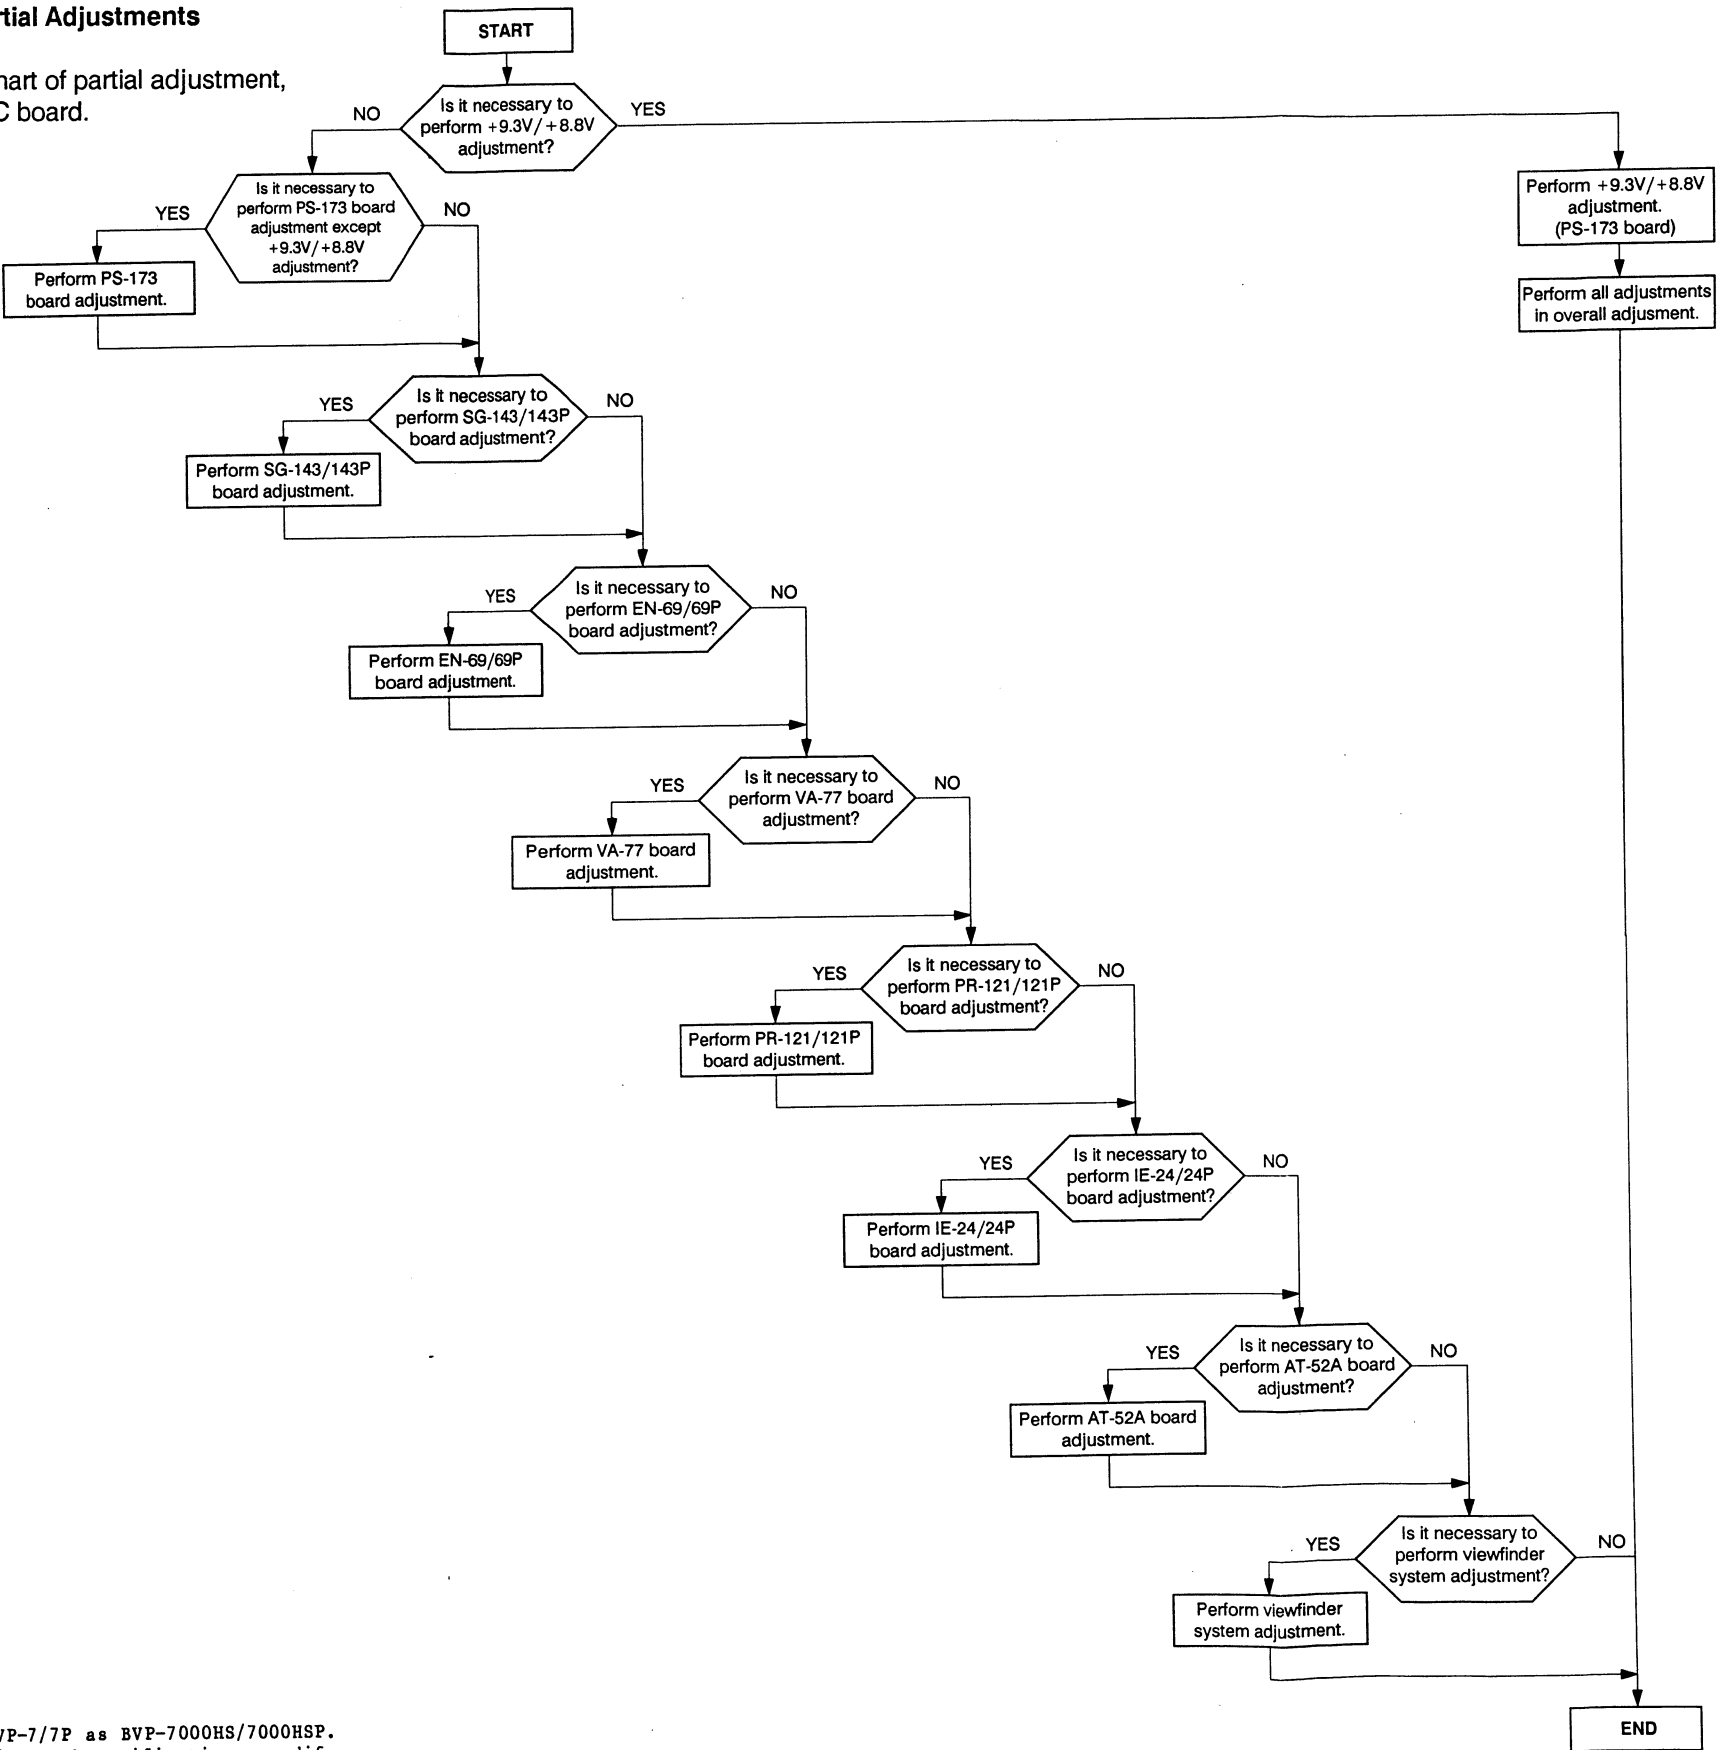 rtial Adjustments
START
hart of partial adjustment,
C board.
NO
Is it necessary to
perform +9.3V/+8.8V
adjustment?
YES
Perform +9.3V/+8.8V
adjustment.
(PS-173 board)
Perform all adjustments
in overall adjusment.
YES
Is it necessary to
perform PS-173 board
adjustment except
+9.3V/+8.8V
adjustment?
NO
Perform PS-173
board adjustment.
YES
Is it necessary to
perform SG-143/143P
board adjustment?
NO
Perform SG-143/143P
board adjustment.
YES
Is it necessary to
perform EN-69/69P
board adjustment?
NO
Perform EN-69/69P
board adjustment.
YES
Is it necessary to
perform VA-77 board
adjustment?
NO
Perform VA-77 board
adjustment.
YES
Is it necessary to
perform PR-121/121P
board adjustment?
NO
Perform PR-121/121P
board adjustment.
YES
Is it necessary to
perform IE-24/24P
board adjustment?
NO
Perform IE-24/24P
board adjustment.
YES
Is it necessary to
perform AT-52A board
adjustment?
NO
Perform AT-52A board
adjustment.
YES
Is it necessary to
perform viewfinder
system adjustment?
NO
Perform viewfinder
system adjustment.
END
VP-7/7P as BVP-7000HS/7000HSP.